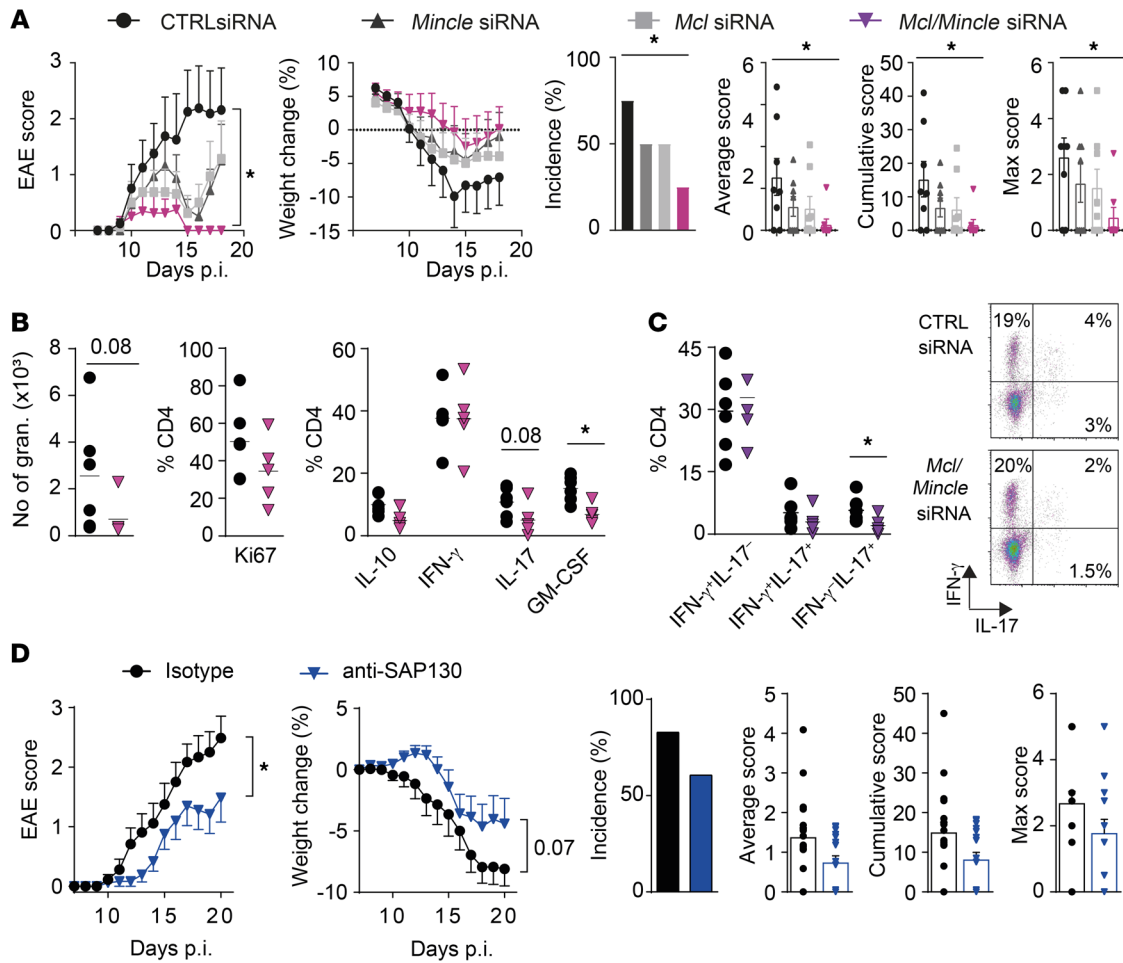 A
CTRLsiRNA
Mincle siRNA
Mcl siRNA
Mcl/Mincle siRNA
EAE score
3
2
1
0
0 5 10 15 20
Days p.i.
*
Weight change (%)
10
5
0
-5
-10
-15
0 5 10 15 20
Days p.i.
Incidence (%)
100
50
0
*
Average score
6
4
2
0
*
Cumulative score
50
40
30
20
10
0
*
Max score
6
4
2
0
*
B
No of gran. (x10³)
8
6
4
2
0
0.08
% CD4
100
80
60
40
20
0
Ki67
% CD4
60
40
20
0
0.08
*
IL-10
IFN-γ
IL-17
GM-CSF
C
% CD4
45
30
15
0
*
IFN-γ⁺IL-17⁻
IFN-γ⁺IL-17⁺
IFN-γ⁻IL-17⁺
CTRL
siRNA
19%
4%
3%
Mcl/
Mincle
siRNA
20%
2%
1.5%
IFN-γ
IL-17
D
Isotype
anti-SAP130
EAE score
3
2
1
0
10 15 20
Days p.i.
*
Weight change (%)
5
0
-5
-10
10 15 20
Days p.i.
0.07
Incidence (%)
100
50
0
Average score
5
4
3
2
1
0
Cumulative score
50
40
30
20
10
0
Max score
6
4
2
0